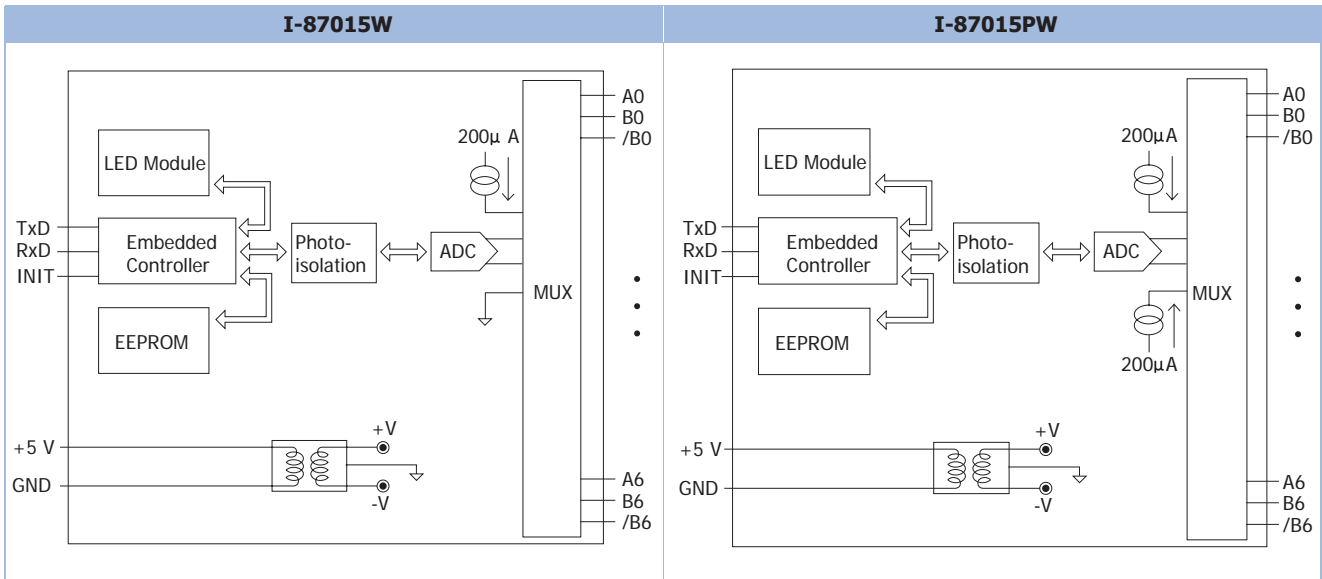 I-87015W
A0
B0
/B0
200μ A
LED Module
TxD
RxD
INIT
Embedded
Controller
Photo-
isolation
ADC
MUX
EEPROM
+5 V
GND
+V
-V
A6
B6
/B6
I-87015PW
A0
B0
/B0
200μA
LED Module
TxD
RxD
INIT
Embedded
Controller
Photo-
isolation
ADC
MUX
EEPROM
200μA
+5 V
GND
+V
-V
A6
B6
/B6